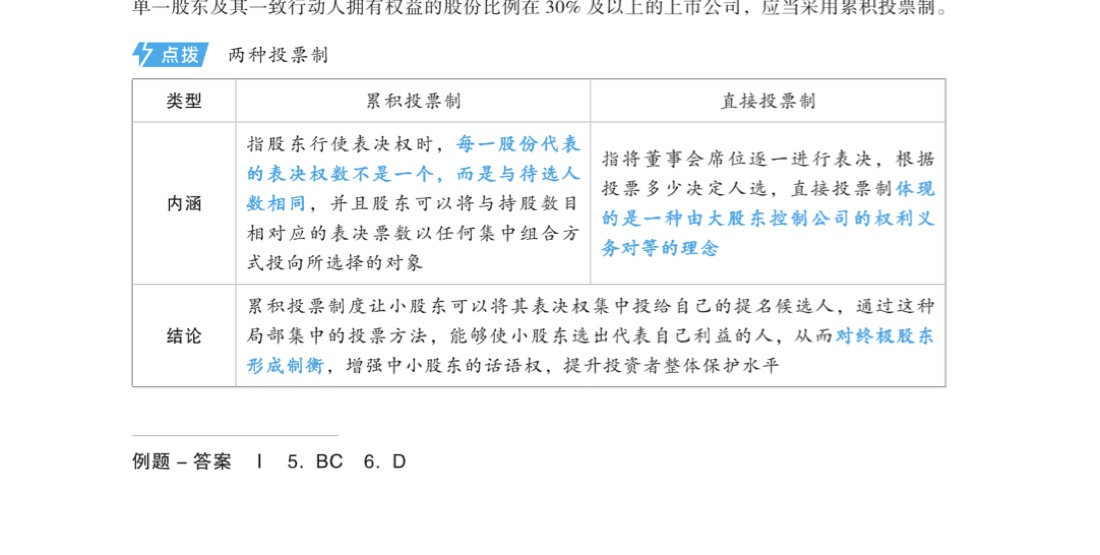 单一股东及其一致行动人拥有权益的股份比例在 30% 及以上的上市公司，应当采用累积投票制。
点拨 两种投票制
类型 累积投票制 直接投票制
内涵
指股东行使表决权时，每一股份代表
的表决权数不是一个，而是与待选人
数相同，并且股东可以将与持股数目
相对应的表决票数以任何集中组合方
式投向所选择的对象
指将董事会席位逐一进行表决，根据
投票多少决定人选，直接投票制体现
的是一种由大股东控制公司的权利义
务对等的理念
结论
累积投票制度让小股东可以将其表决权集中投给自己的提名候选人，通过这种
局部集中的投票方法，能够使小股东选出代表自己利益的人，从而对终极股东
形成制衡，增强中小股东的话语权，提升投资者整体保护水平
例题 – 答案 丨 5. BC 6. D